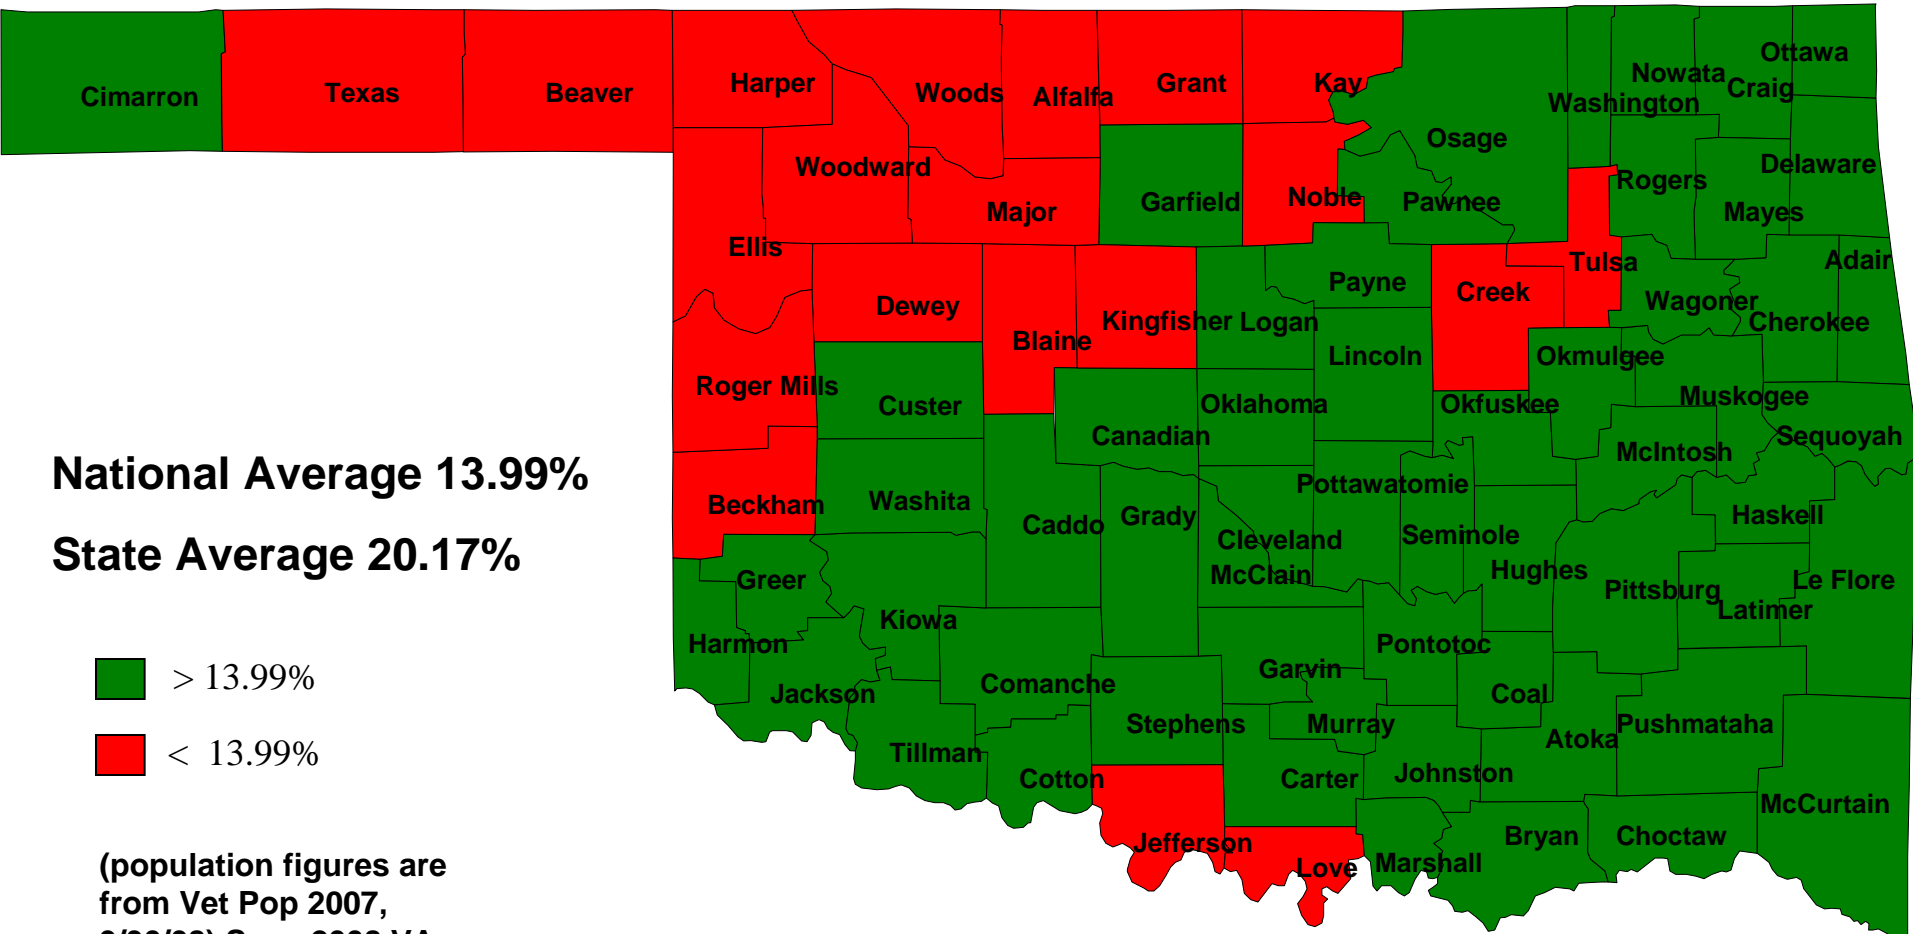 Cimarron
Texas
Beaver
Harper
Woods
Alfalfa
Grant
Kay
Osage
Washington
Nowata
Craig
Ottawa
Woodward
Major
Garfield
Noble
Pawnee
Rogers
Mayes
Delaware
Ellis
Dewey
Blaine
Kingfisher
Logan
Payne
Creek
Tulsa
Wagoner
Cherokee
Adair
Roger Mills
Custer
Canadian
Oklahoma
Lincoln
Okfuskee
Okmulgee
Muskogee
McIntosh
Sequoyah
National Average 13.99%
State Average 20.17%
Beckham
Washita
Caddo
Grady
Cleveland
McClain
Pottawatomie
Seminole
Hughes
Pittsburg
Haskell
Latimer
Le Flore
Greer
Harmon
Kiowa
Jackson
Comanche
Tillman
Cotton
Stephens
Garvin
Murray
Carter
Pontotoc
Coal
Johnston
Atoka
Pushmataha
McCurtain
Jefferson
Love
Marshall
Bryan
Choctaw
> 13.99%
< 13.99%
(population figures are
from Vet Pop 2007,